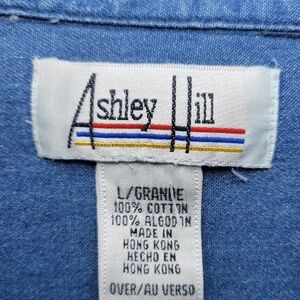 Ashley Hill
L/GRANDE
100% COTTON
100% ALGODON
MADE IN
HONG KONG
HECHO EN
HONG KONG
OVER/AU VERSO